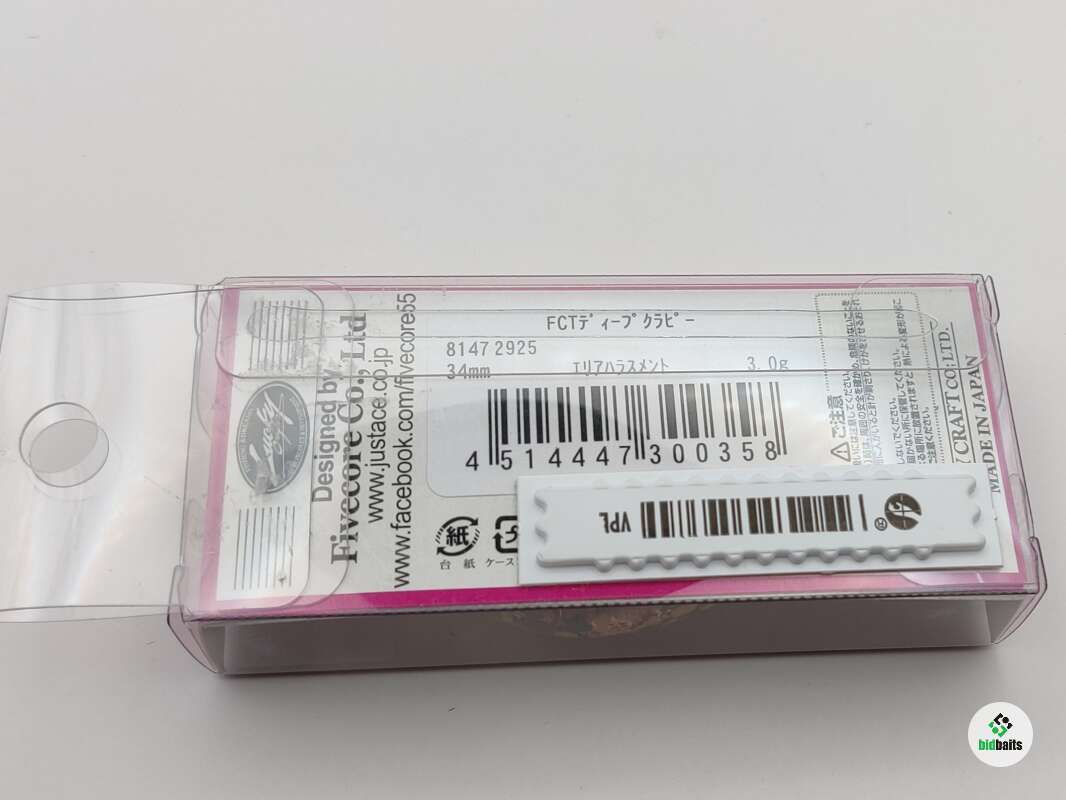 FCTﾃﾞｨｰﾌﾟｸﾗﾋﾟｰ
8147 2925
34mm ｴﾘｱﾊﾗｽﾒﾝﾄ 3.0g
4 514447 300358
Designed by
Fivecore Co., Ltd
www.justace.co.jp
www.facebook.com/fivecore55
紙
台紙 ケース
⚠ご注意
CRAFT CO:LTD.
MADE IN JAPAN
VPL
bidbaits